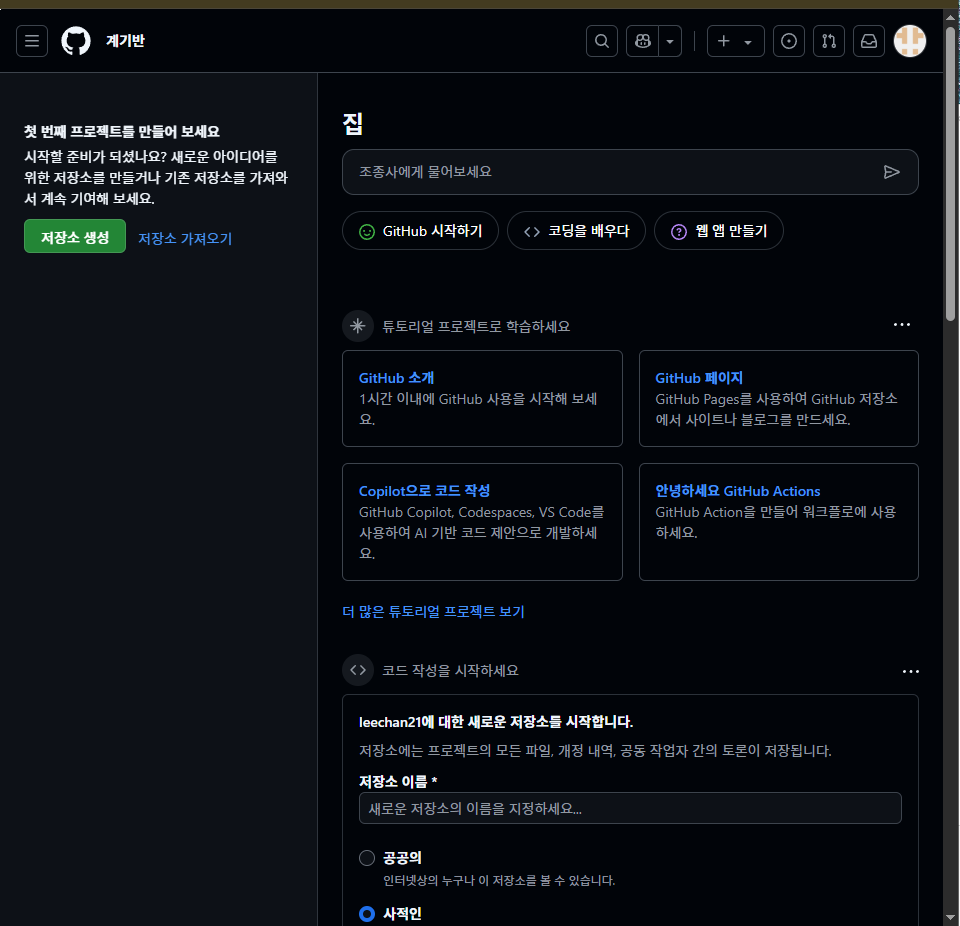 계기반
첫 번째 프로젝트를 만들어 보세요
시작할 준비가 되셨나요? 새로운 아이디어를
위한 저장소를 만들거나 기존 저장소를 가져와
서 계속 기여해 보세요.
저장소 생성
저장소 가져오기
집
조종사에게 물어보세요
GitHub 시작하기
코딩을 배우다
웹 앱 만들기
튜토리얼 프로젝트로 학습하세요
GitHub 소개
1시간 이내에 GitHub 사용을 시작해 보세
요.
GitHub 페이지
GitHub Pages를 사용하여 GitHub 저장소
에서 사이트나 블로그를 만드세요.
Copilot으로 코드 작성
GitHub Copilot, Codespaces, VS Code를
사용하여 AI 기반 코드 제안으로 개발하세
요.
안녕하세요 GitHub Actions
GitHub Action을 만들어 워크플로에 사용
하세요.
더 많은 튜토리얼 프로젝트 보기
코드 작성을 시작하세요
leechan21에 대한 새로운 저장소를 시작합니다.
저장소에는 프로젝트의 모든 파일, 개정 내역, 공동 작업자 간의 토론이 저장됩니다.
저장소 이름 *
새로운 저장소의 이름을 지정하세요...
공공의
인터넷상의 누구나 이 저장소를 볼 수 있습니다.
사적인